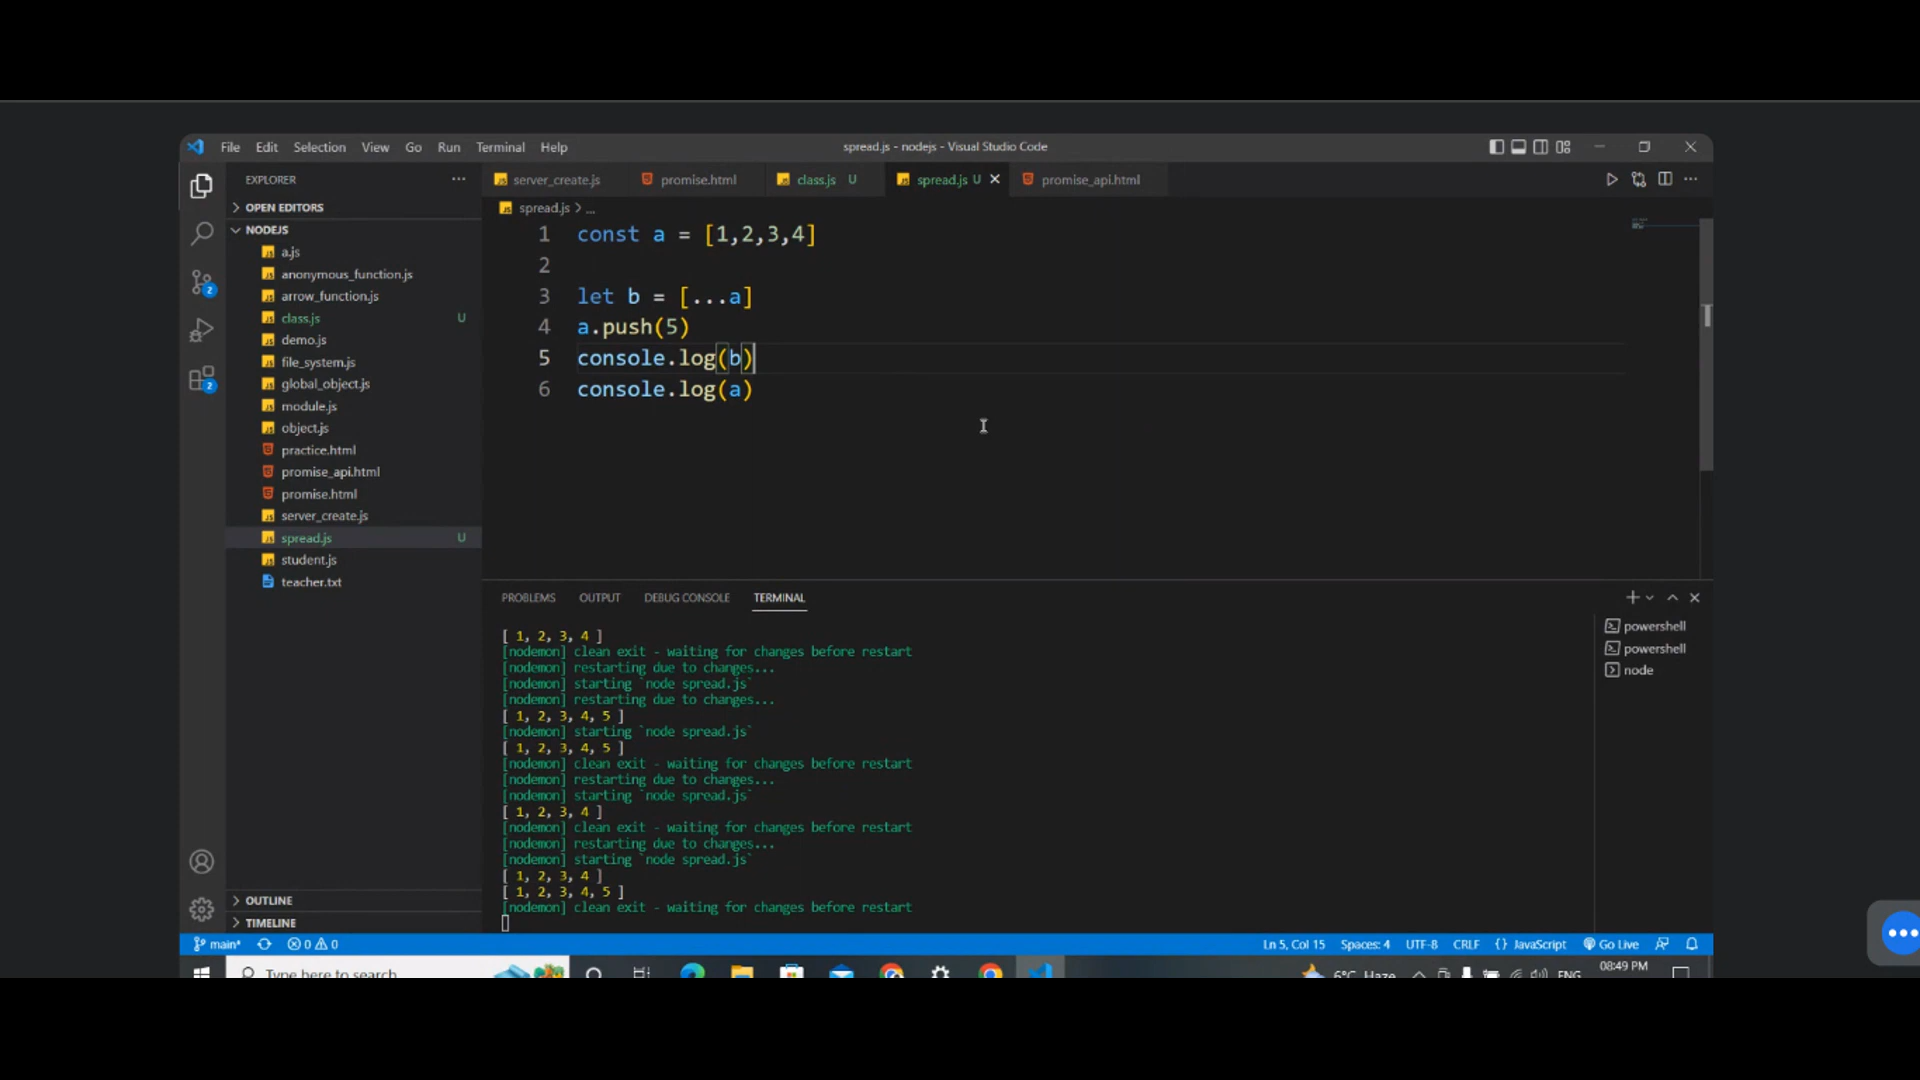 File Edit Selection View Go Run Terminal Help
spread.js - nodejs - Visual Studio Code
EXPLORER
server_create.js promise.html class.js U spread.js U promise_api.html
OPEN EDITORS
NODEJS
a.js
anonymous_function.js
arrow_function.js
class.js U
demo.js
file_system.js
global_object.js
module.js
object.js
practice.html
promise_api.html
promise.html
server_create.js
spread.js U
student.js
teacher.txt
OUTLINE
TIMELINE
2
2
spread.js > ...
1 const a = [1,2,3,4]
2
3 let b = [...a]
4 a.push(5)
5 console.log(b)
6 console.log(a)
PROBLEMS OUTPUT DEBUG CONSOLE TERMINAL
[ 1, 2, 3, 4 ]
[nodemon] clean exit - waiting for changes before restart
[nodemon] restarting due to changes...
[nodemon] starting `node spread.js`
[nodemon] restarting due to changes...
[ 1, 2, 3, 4, 5 ]
[nodemon] starting `node spread.js`
[ 1, 2, 3, 4, 5 ]
[nodemon] clean exit - waiting for changes before restart
[nodemon] restarting due to changes...
[nodemon] starting `node spread.js`
[ 1, 2, 3, 4 ]
[nodemon] clean exit - waiting for changes before restart
[nodemon] restarting due to changes...
[nodemon] starting `node spread.js`
[ 1, 2, 3, 4 ]
[ 1, 2, 3, 4, 5 ]
[nodemon] clean exit - waiting for changes before restart
powershell
powershell
node
main* 0 0 Ln 5, Col 15 Spaces: 4 UTF-8 CRLF {} JavaScript Go Live
Type here to search 6°C Haze ENG 08:49 PM